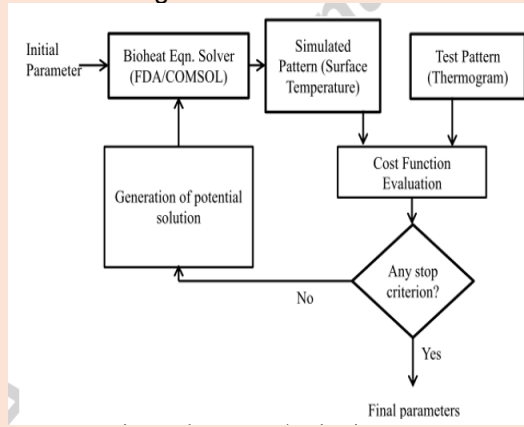 Initial
Parameter
Bioheat Eqn. Solver
(FDA/COMSOL)
Simulated
Pattern (Surface
Temperature)
Test Pattern
(Thermogram)
Cost Function
Evaluation
Generation of potential
solution
Any stop
criterion?
No
Yes
Final parameters